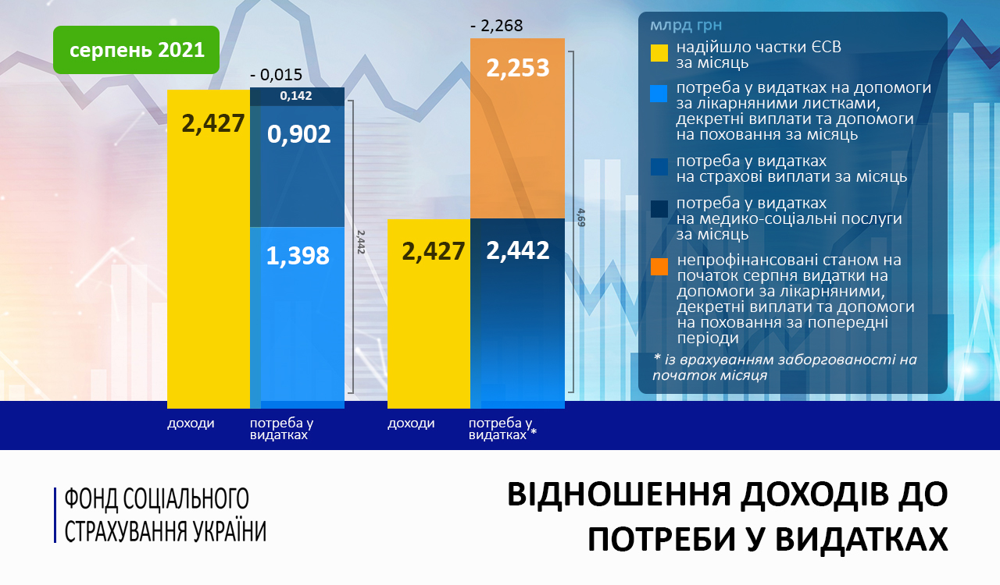 серпень 2021
- 0,015
- 2,268
2,427
0,142
0,902
1,398
2,442
2,427
2,253
2,442
4,69
доходи
потреба у
видатках
доходи
потреба у
видатках *
млрд грн
надійшло частки ЄСВ
за місяць
потреба у видатках на допомоги
за лікарняними листками,
декретні виплати та допомоги
на поховання за місяць
потреба у видатках
на страхові виплати за місяць
потреба у видатках
на медико-соціальні послуги
за місяць
непрофінансовані станом на
початок серпня видатки на
допомоги за лікарняними,
декретні виплати та допомоги
на поховання за попередні
періоди
* із врахуванням заборгованості на
початок місяця
ФОНД СОЦІАЛЬНОГО
СТРАХУВАННЯ УКРАЇНИ
ВІДНОШЕННЯ ДОХОДІВ ДО
ПОТРЕБИ У ВИДАТКАХ